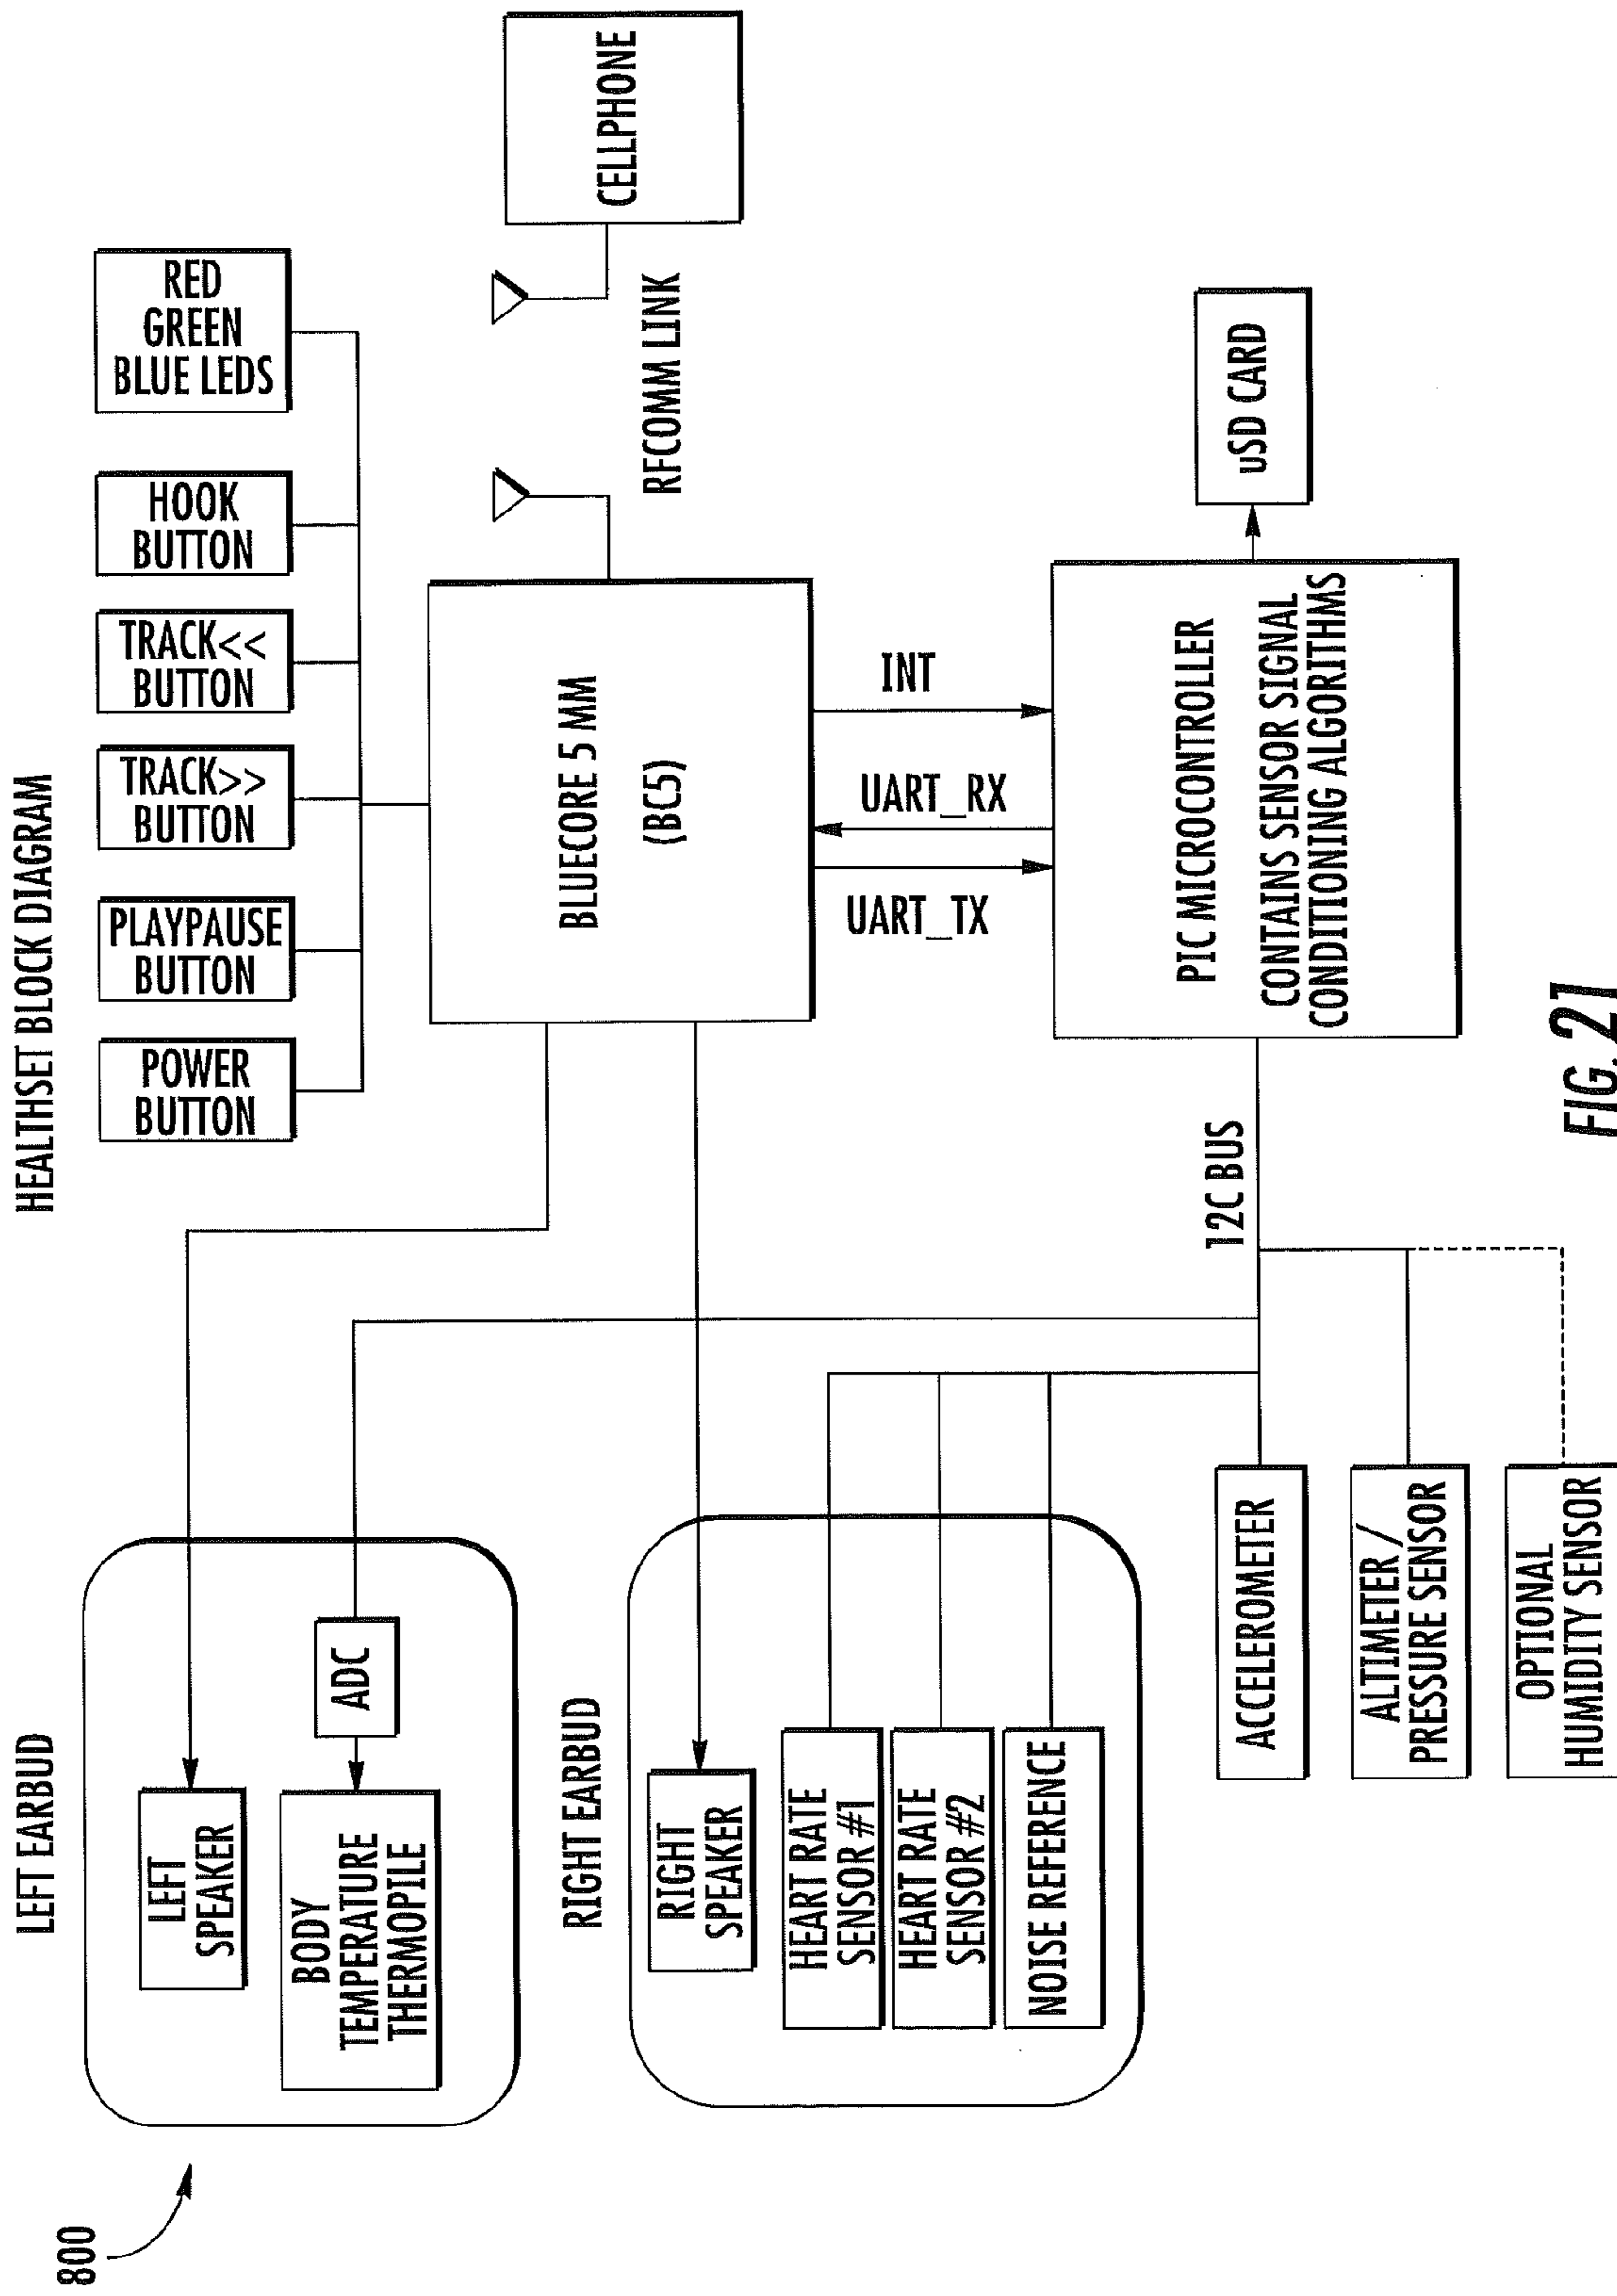 HEALTHSET BLOCK DIAGRAM
800
LEFT EARBUD
LEFT
SPEAKER
BODY
TEMPERATURE
THERMOPILE
ADC
POWER
BUTTON
PLAYPAUSE
BUTTON
TRACK>>
BUTTON
TRACK<<
BUTTON
HOOK
BUTTON
RED
GREEN
BLUE LEDS
RIGHT EARBUD
RIGHT
SPEAKER
HEART RATE
SENSOR #1
HEART RATE
SENSOR #2
NOISE REFERENCE
BLUECORE 5 MM
(BC5)
RFCOMM LINK
CELLPHONE
UART_TX
UART_RX
INT
PIC MICROCONTROLLER
CONTAINS SENSOR SIGNAL
CONDITIONING ALGORITHMS
uSD CARD
12C BUS
ACCELEROMETER
ALTIMETER /
PRESSURE SENSOR
OPTIONAL
HUMIDITY SENSOR
FIG. 21